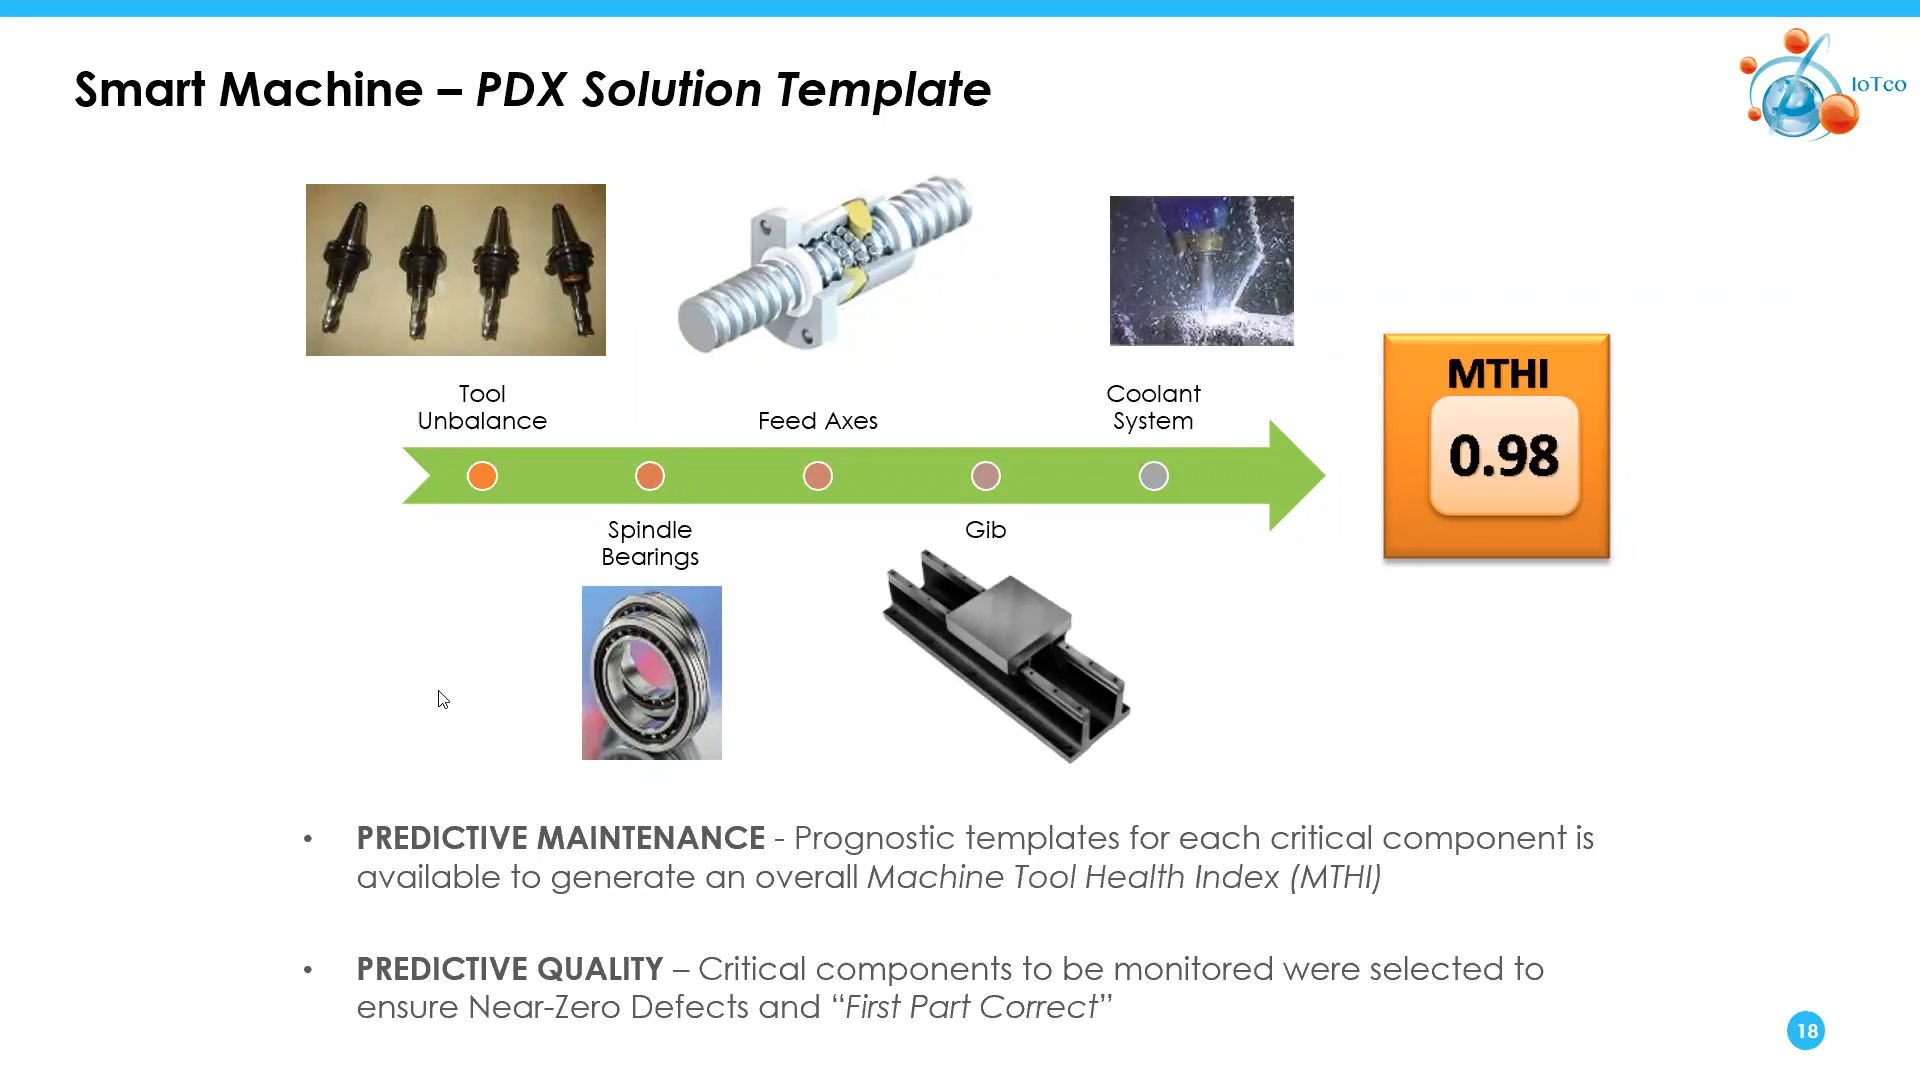 Smart Machine – PDX Solution Template
IoTco
Tool
Unbalance
Feed Axes
Coolant
System
MTHI
0.98
Spindle
Bearings
Gib
• PREDICTIVE MAINTENANCE - Prognostic templates for each critical component is
available to generate an overall Machine Tool Health Index (MTHI)
• PREDICTIVE QUALITY – Critical components to be monitored were selected to
ensure Near-Zero Defects and “First Part Correct”
18